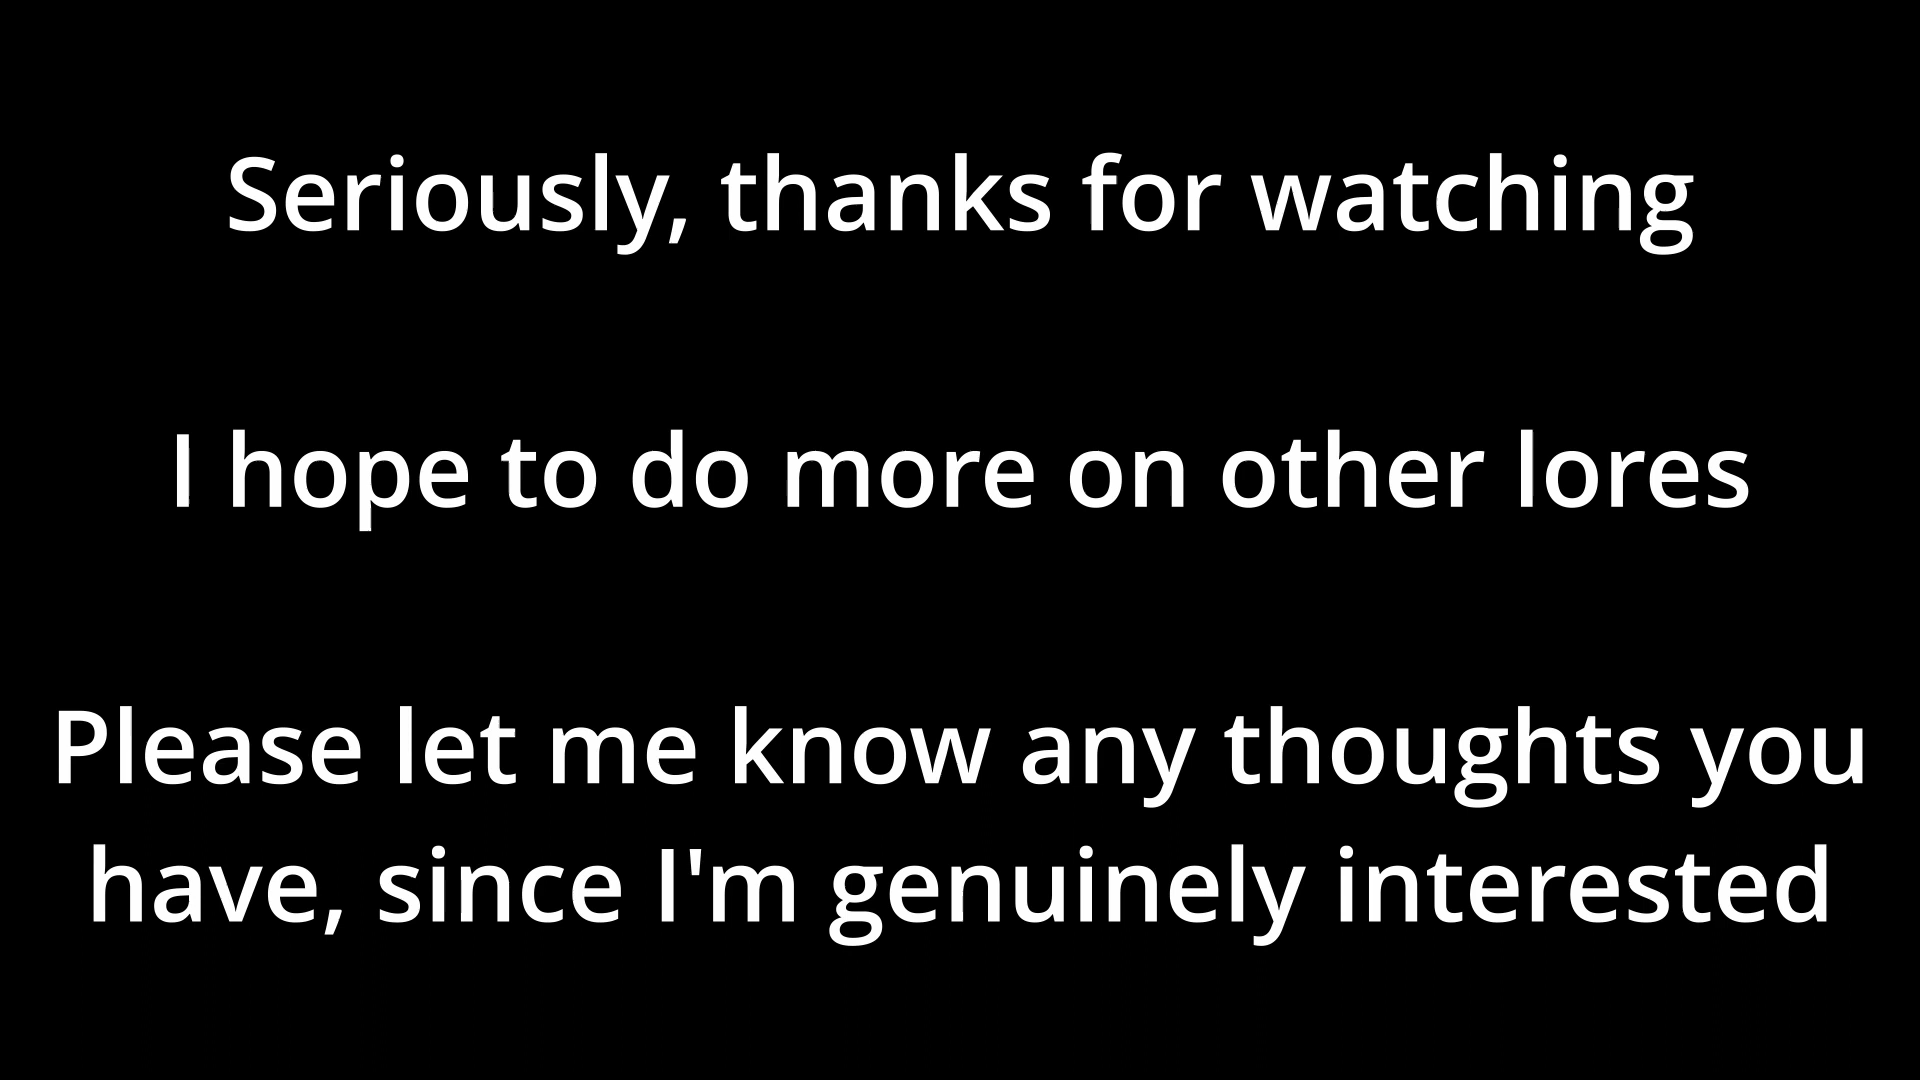 Seriously, thanks for watching
I hope to do more on other lores
Please let me know any thoughts you
have, since I'm genuinely interested